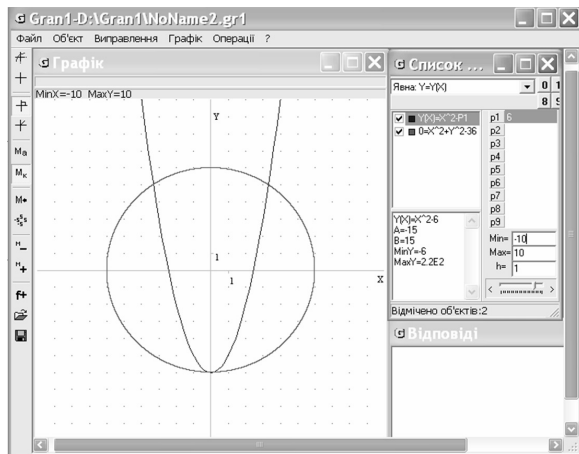 Gran1-D:\Gran1\NoName2.gr1
Файл Об'єкт Виправлення Графік Операції ?
Графік
MinX=-10 MaxY=10
Y
1
1
X
Список ...
Явна: Y=Y(X)
0 1
8 9
Y(X)=X^2-P1
0=X^2+Y^2-36
p1 6
p2
p3
p4
p5
p6
p7
p8
p9
Y(X)=X^2-6
A=-15
B=15
MinY=-6
MaxY=2.2E2
Min= -10
Max= 10
h= 1
Відмічено об'єктів:2
Відповіді